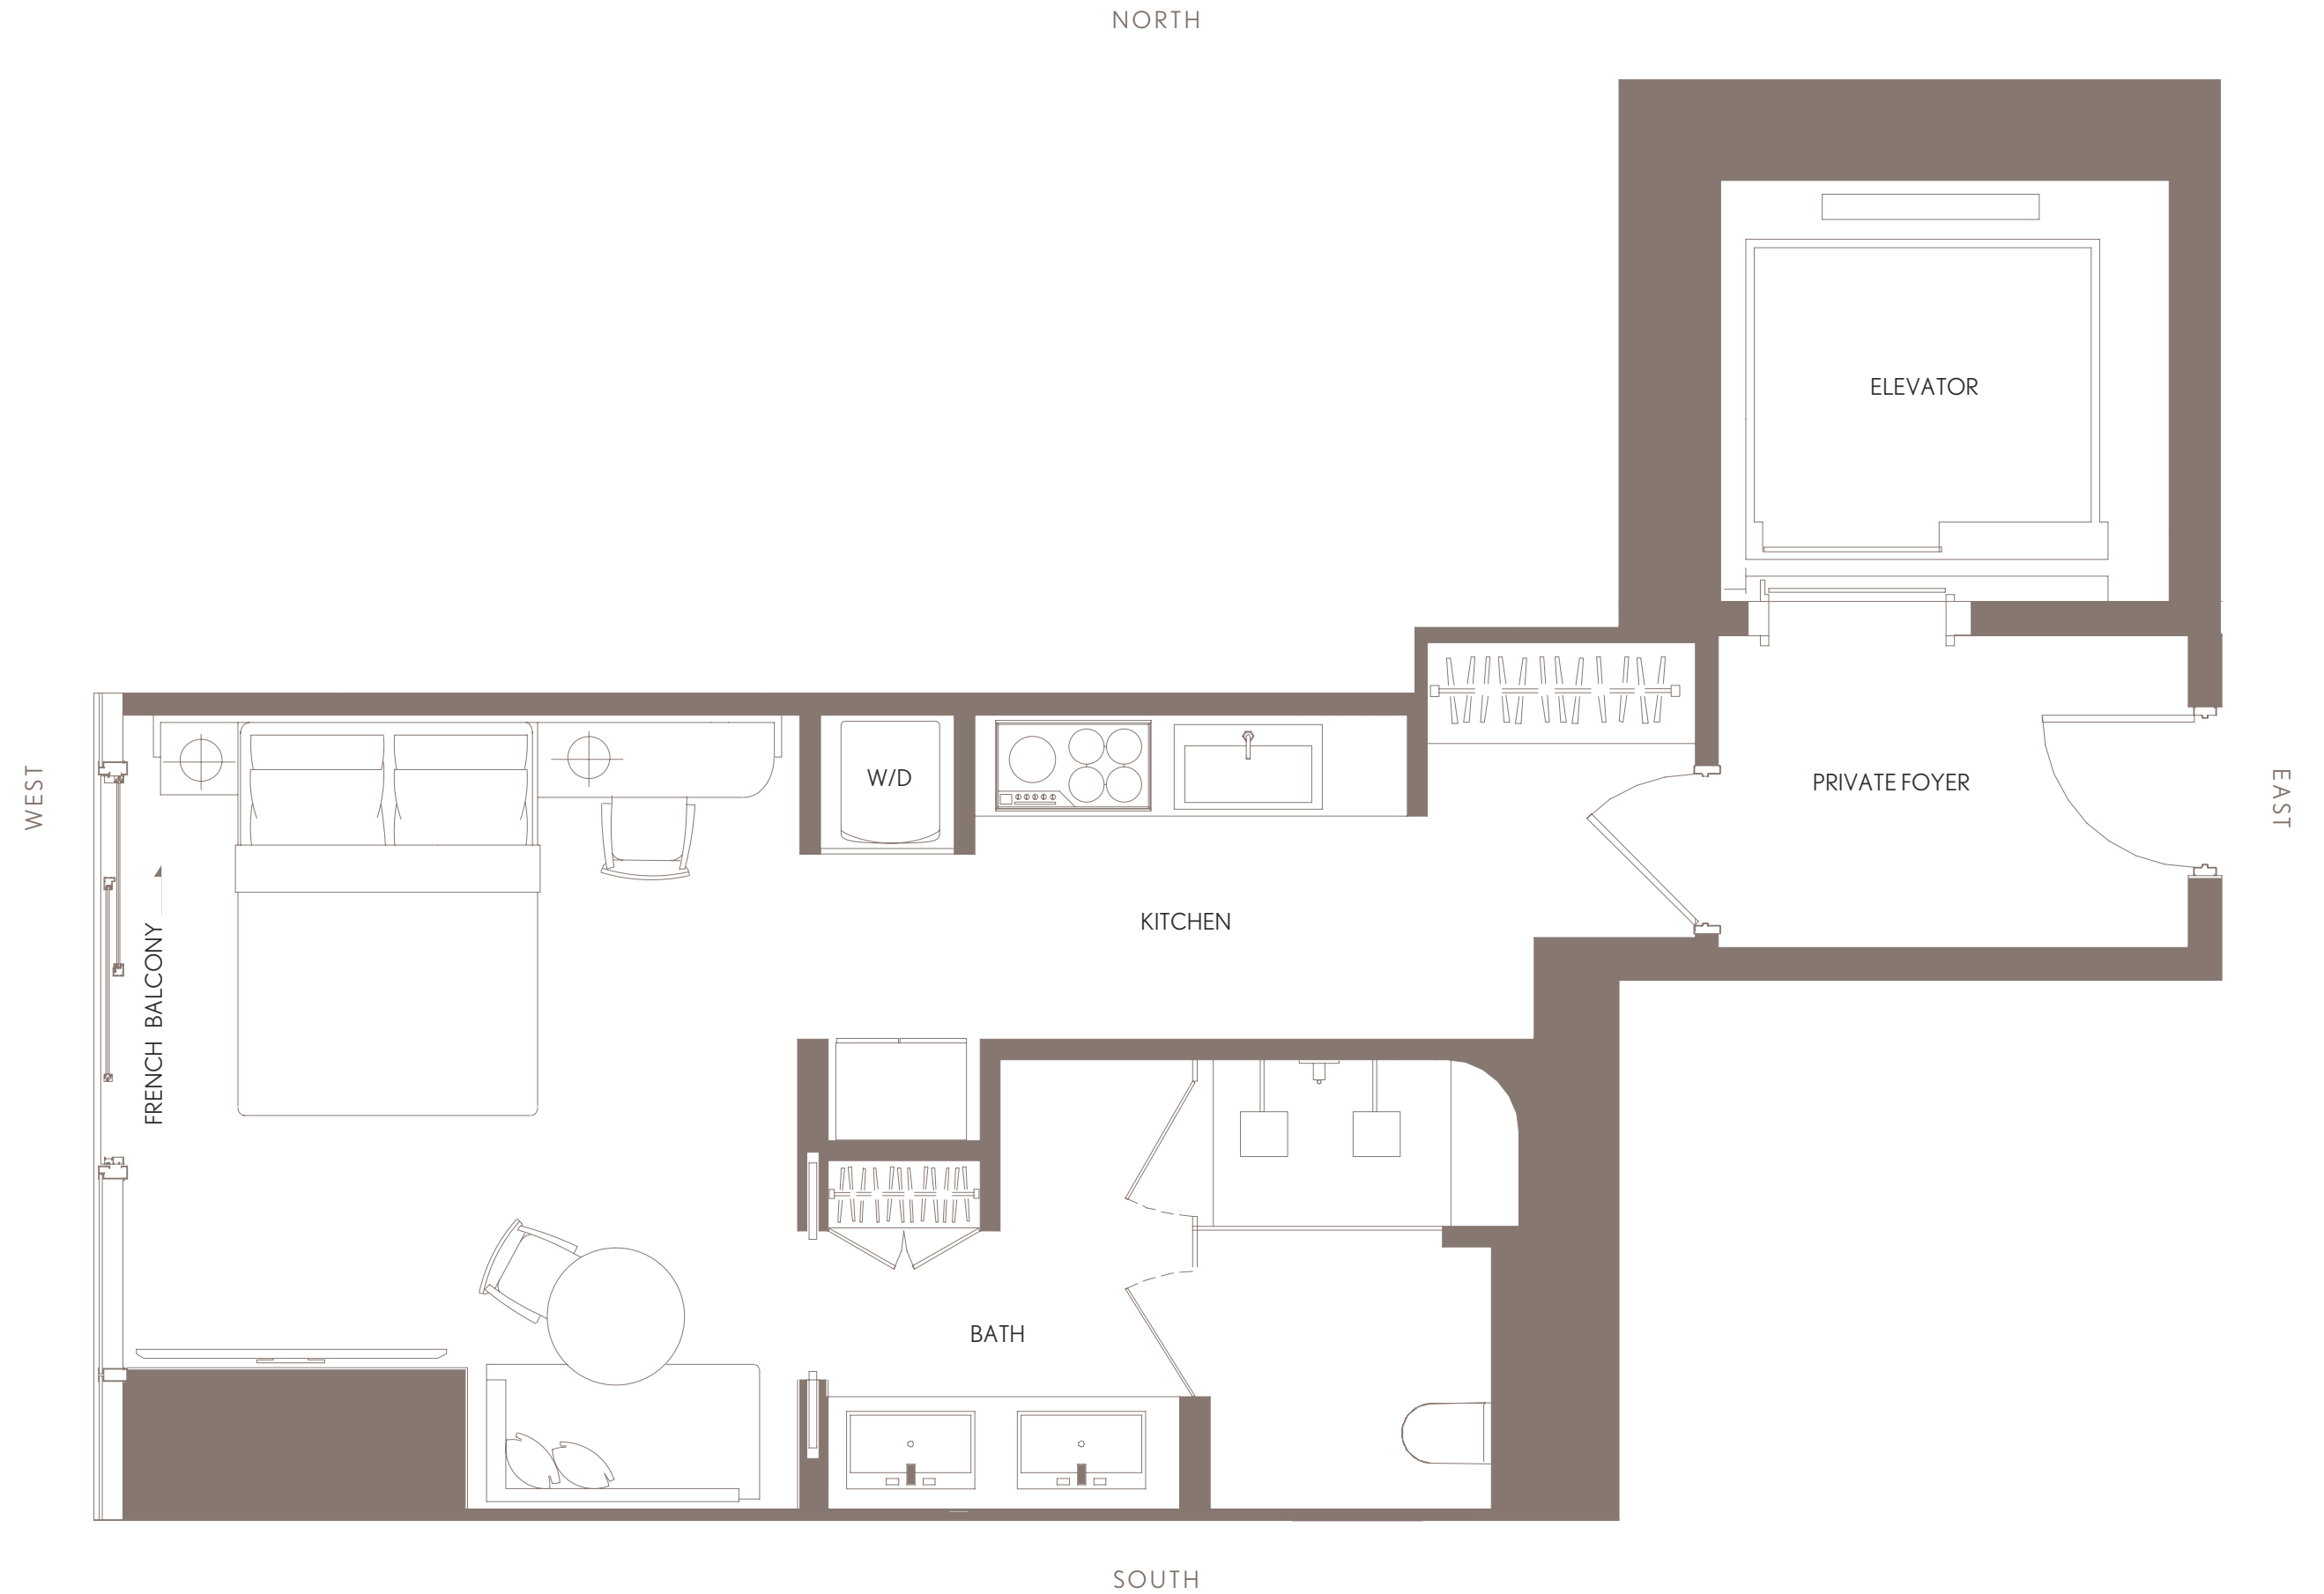 NORTH
ELEVATOR
WEST
W/D
PRIVATE FOYER
EAST
KITCHEN
FRENCH BALCONY
BATH
SOUTH